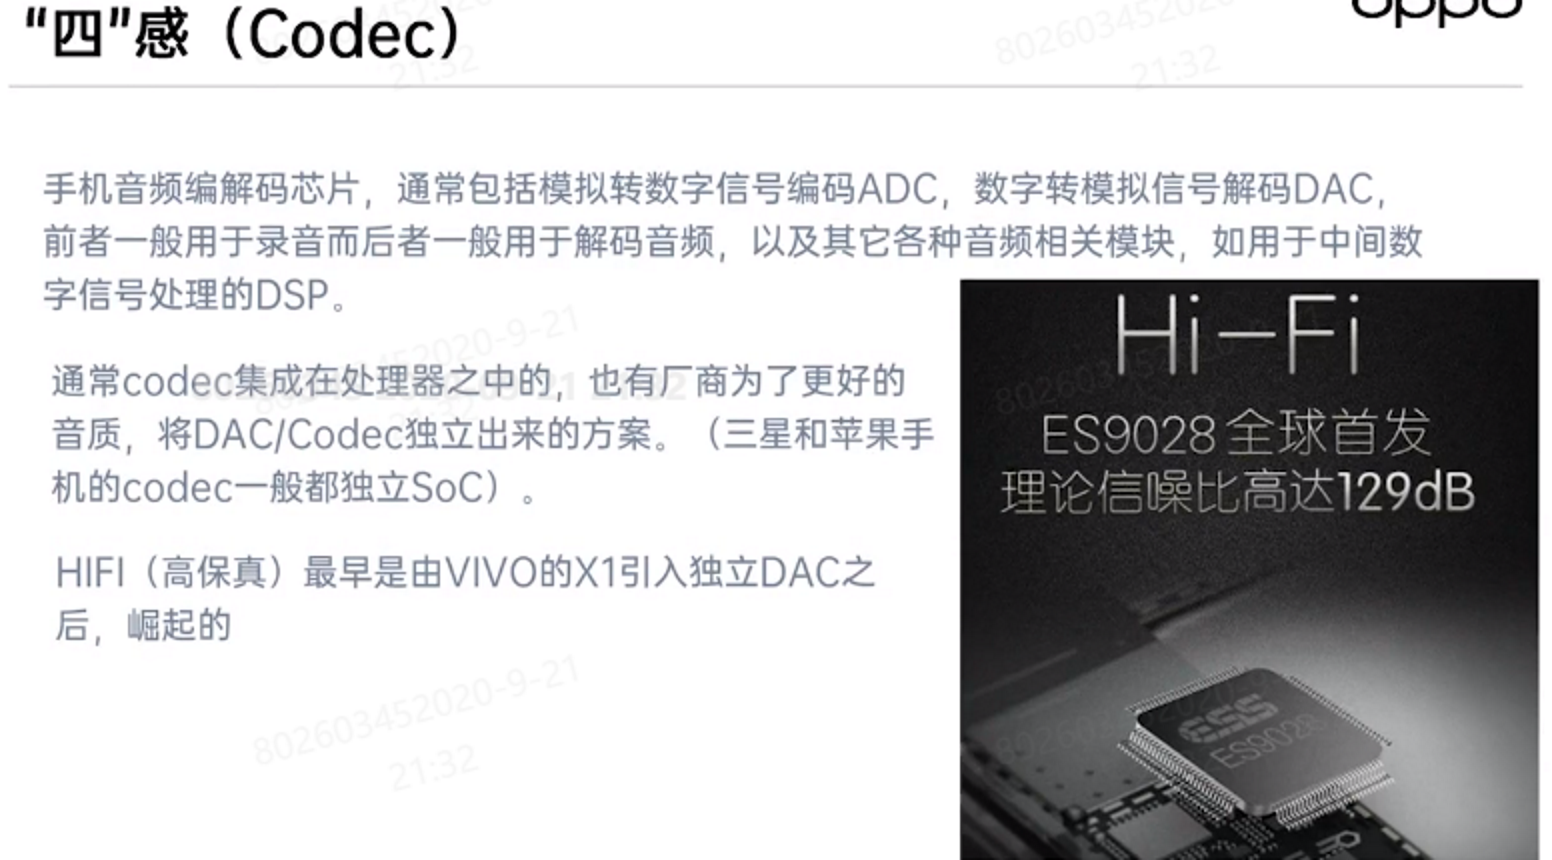 “四”感（Codec）
oppo
手机音频编解码芯片，通常包括模拟转数字信号编码ADC，数字转模拟信号解码DAC，
前者一般用于录音而后者一般用于解码音频，以及其它各种音频相关模块，如用于中间数
字信号处理的DSP。
通常codec集成在处理器之中的，也有厂商为了更好的
音质，将DAC/Codec独立出来的方案。（三星和苹果手
机的codec一般都独立SoC）。
HIFI（高保真）最早是由VIVO的X1引入独立DAC之
后，崛起的
Hi-Fi
ES9028 全球首发
理论信噪比高达129dB
ESS
ES9028
802603452020-9-21
21:32
802603452020-9-21
21:32